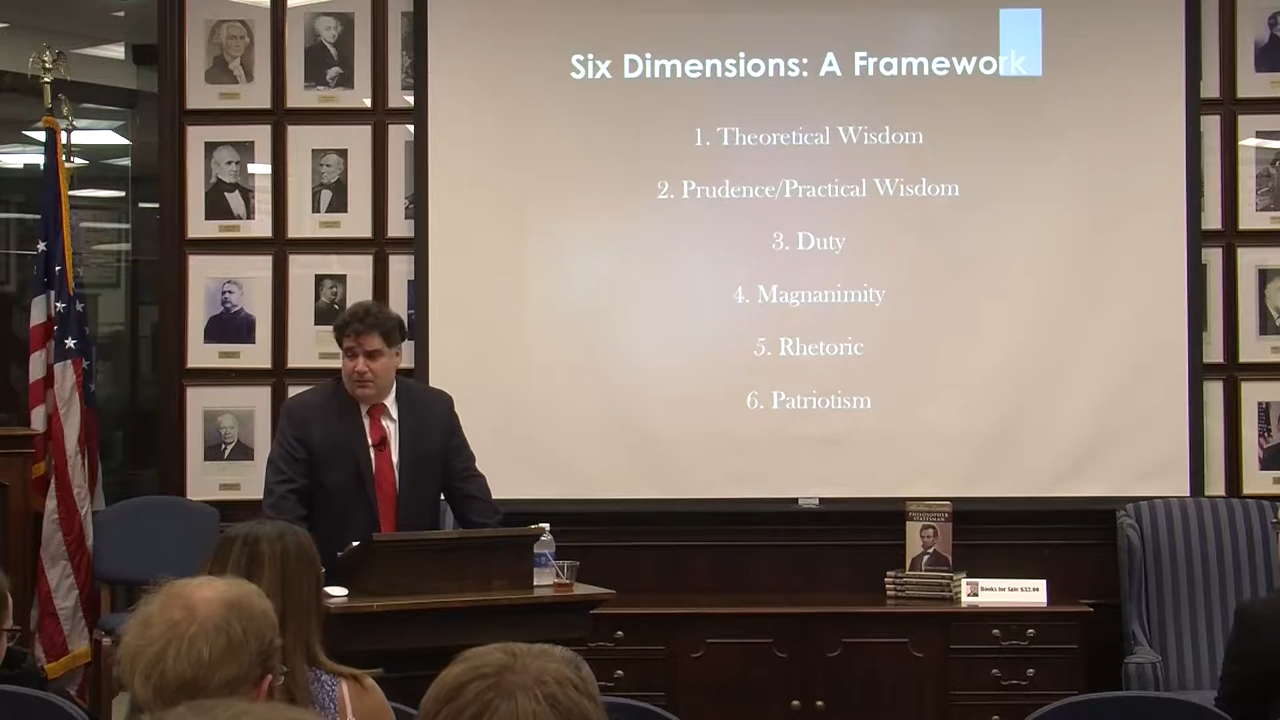 Six Dimensions: A Framework
1. Theoretical Wisdom
2. Prudence/Practical Wisdom
3. Duty
4. Magnanimity
5. Rhetoric
6. Patriotism
PHILOSOPHER
STATESMAN
Books for Sale $32.00